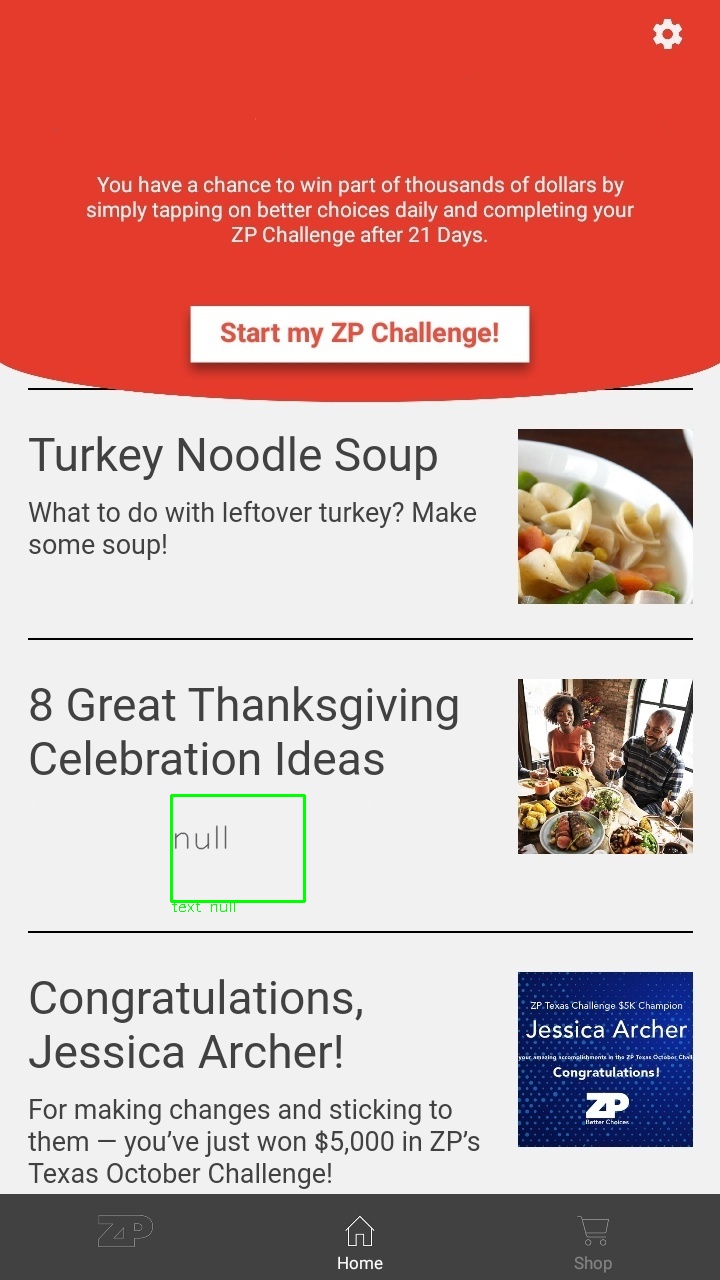 You have a chance to win part of thousands of dollars by
simply tapping on better choices daily and completing your
ZP Challenge after 21 Days.
Start my ZP Challenge!
Turkey Noodle Soup
What to do with leftover turkey? Make
some soup!
8 Great Thanksgiving
Celebration Ideas
null
text null
Congratulations,
Jessica Archer!
For making changes and sticking to
them — you’ve just won $5,000 in ZP’s
Texas October Challenge!
ZP Texas Challenge $5K Champion
Jessica Archer
your amazing accomplishments in the ZP Texas October Chall
Congratulations!
ZP
Better Choices
ZP
Home
Shop